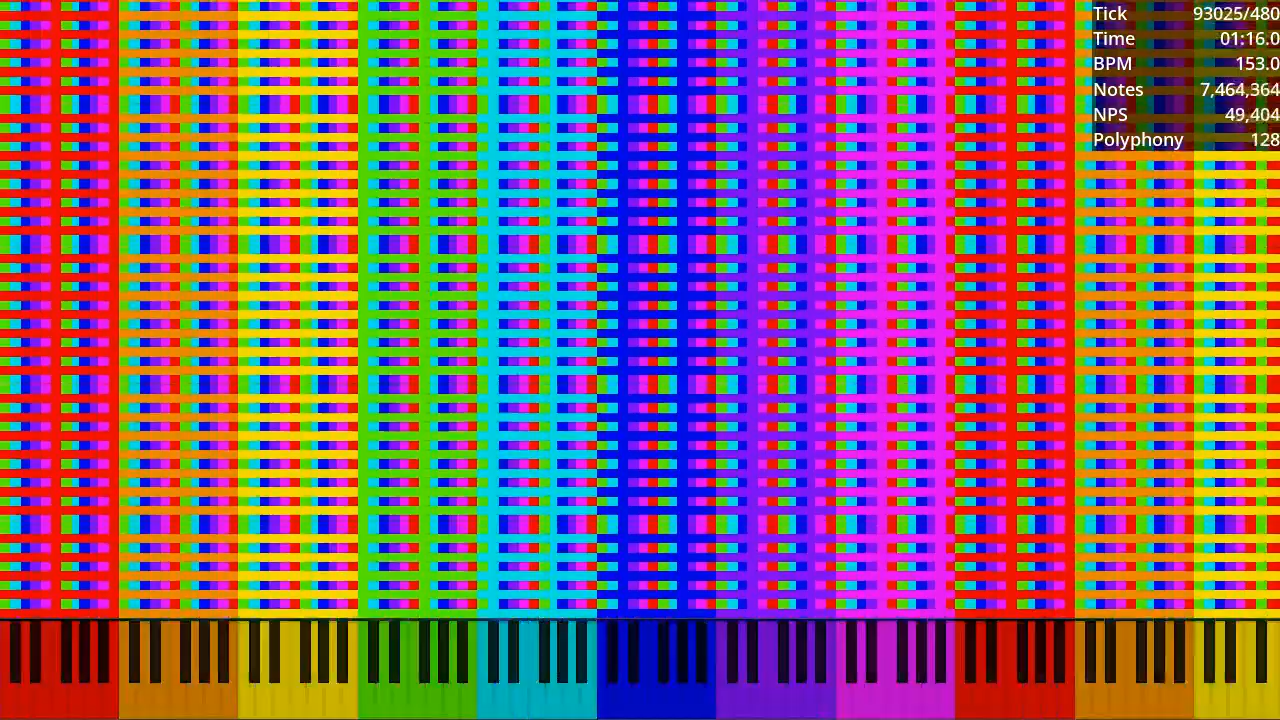 Tick 93025/480
Time 01:16.0
BPM 153.0
Notes 7,464,364
NPS 49,404
Polyphony 128